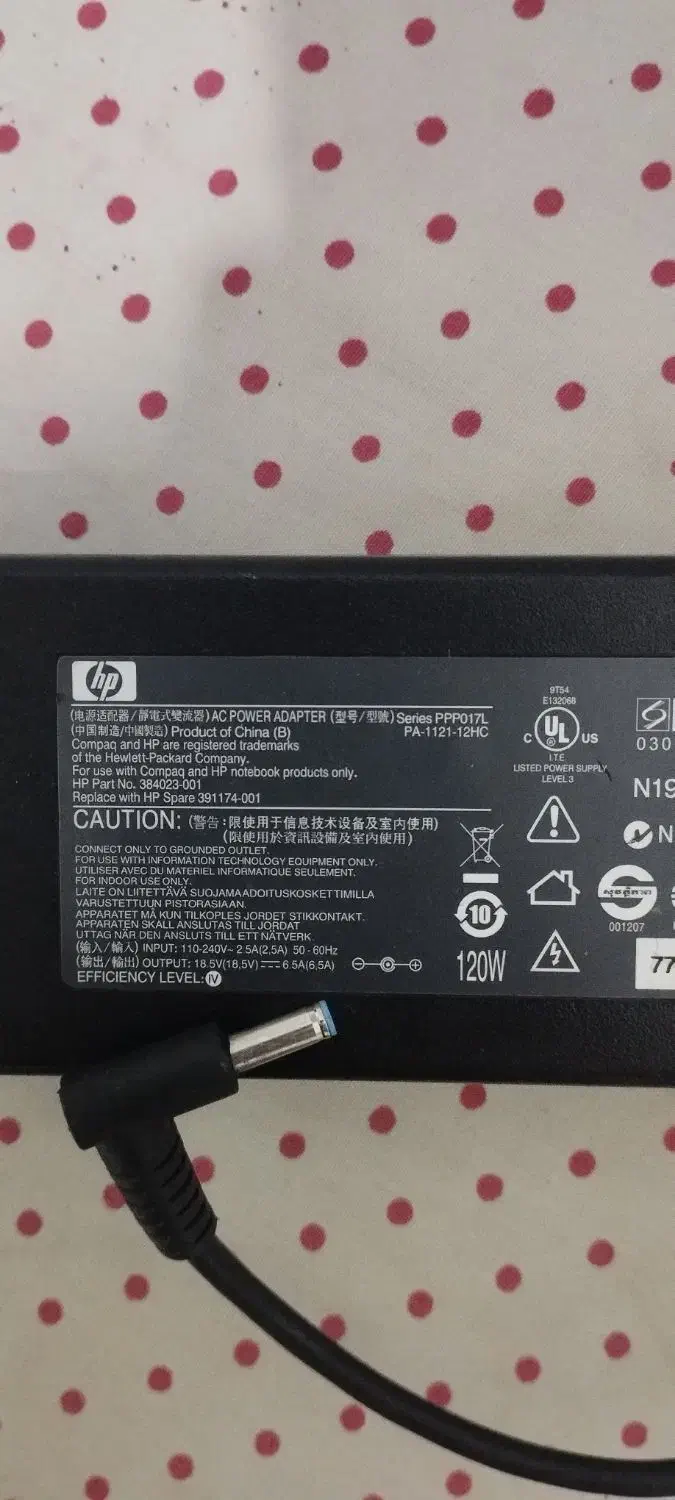 hp
(电源适配器/靜電式變流器) AC POWER ADAPTER (型号/型號) Series PPP017L
(中国制造/中國製造) Product of China (B) PA-1121-12HC
Compaq and HP are registered trademarks
of the Hewlett-Packard Company.
For use with Compaq and HP notebook products only.
HP Part No. 384023-001
Replace with HP Spare 391174-001
CAUTION: (警告:限使用于信息技术设备及室内使用)
(限使用於資訊設備及室內使用)
CONNECT ONLY TO GROUNDED OUTLET.
FOR USE WITH INFORMATION TECHNOLOGY EQUIPMENT ONLY.
UTILISER AVEC DU MATERIEL INFORMATIQUE SEULEMENT.
FOR INDOOR USE ONLY.
LAITE ON LIITETTÄVÄ SUOJAMAADOITUSKOSKETTIMILLA
VARUSTETTUUN PISTORASIAAN.
APPARATET MÅ KUN TILKOPLES JORDET STIKKONTAKT.
APPARATEN SKALL ANSLUTAS TILL JORDAT
UTTAG NÄR DEN ANSLUTS TILL ETT NÄTVERK.
(输入/輸入) INPUT: 110-240V~ 2.5A(2,5A) 50-60Hz
(输出/輸出) OUTPUT: 18.5V(18,5V) 6.5A(6,5A)
EFFICIENCY LEVEL: IV
10
120W
9T54
E132068
C UL US
I.T.E.
LISTED POWER SUPPLY
LEVEL 3
030
N19
N
001207
77